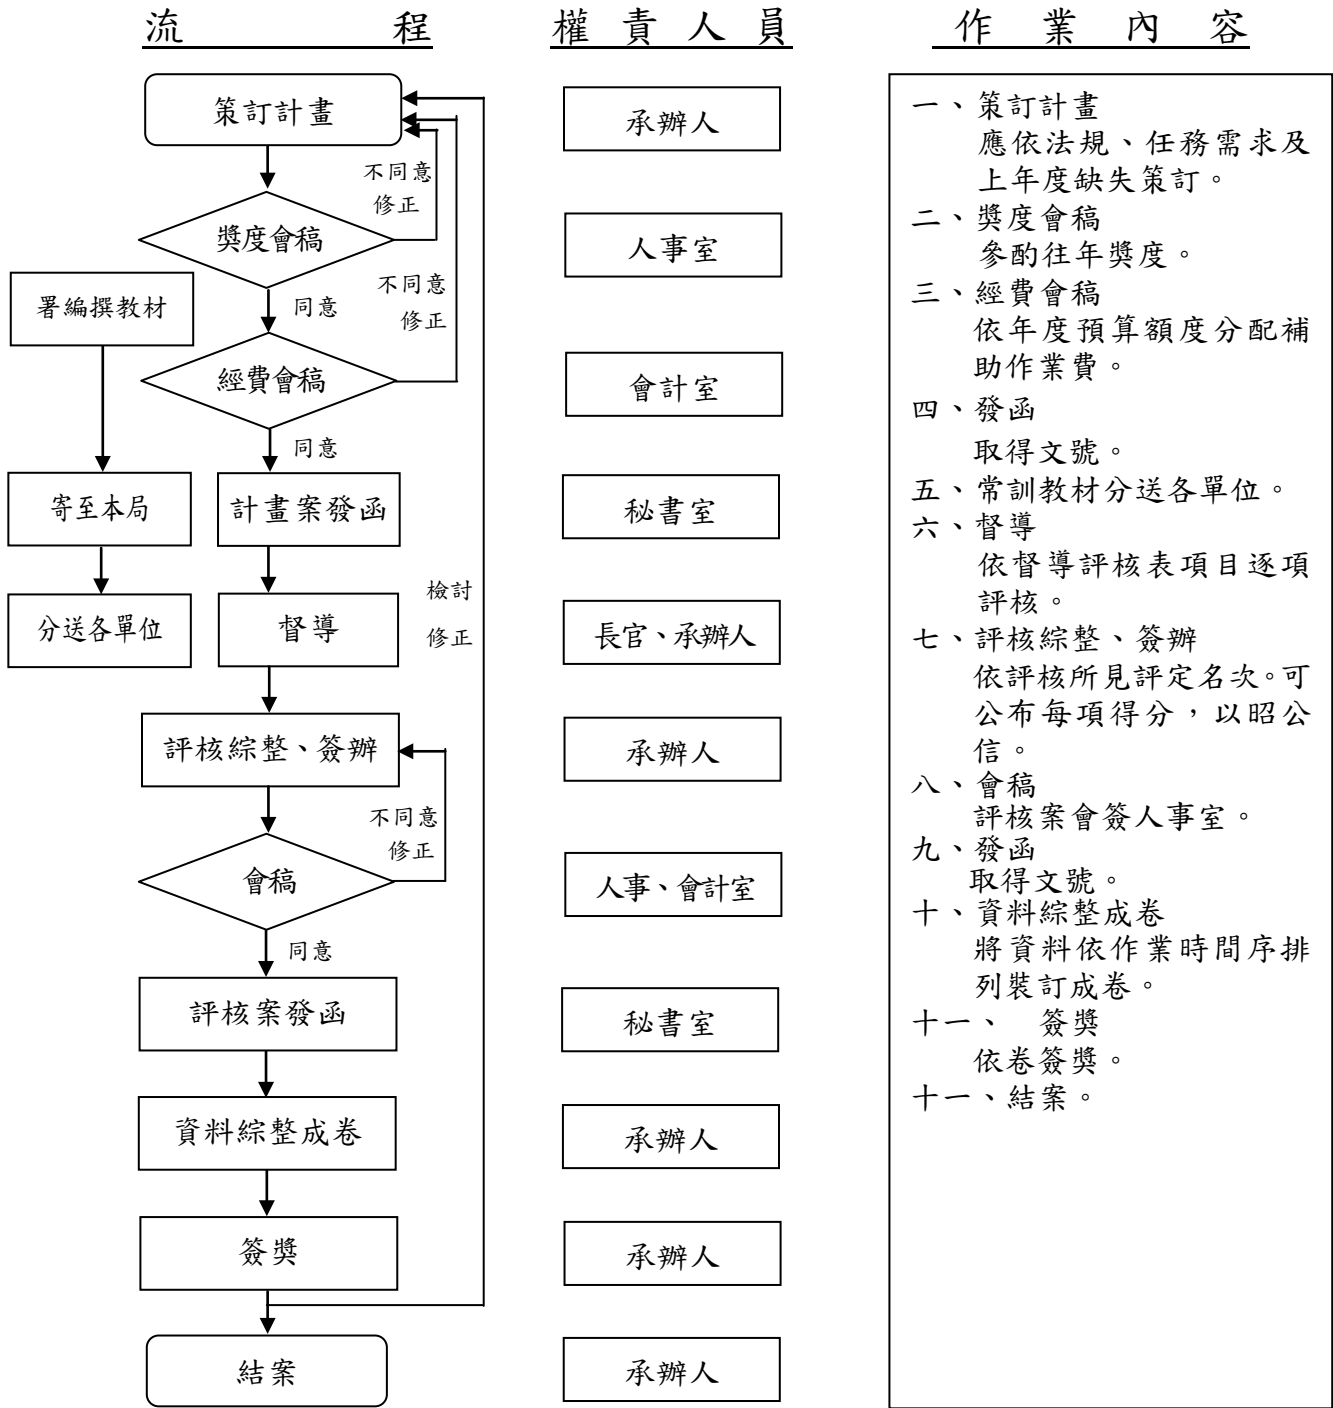 流程
權責人員
作業內容
策訂計畫
不同意
修正
獎度會稿
不同意
修正
同意
署編撰教材
經費會稿
同意
寄至本局
計畫案發函
檢討
修正
分送各單位
督導
評核綜整、簽辦
不同意
修正
會稿
同意
評核案發函
資料綜整成卷
簽獎
結案
承辦人
人事室
會計室
秘書室
長官、承辦人
承辦人
人事、會計室
秘書室
承辦人
承辦人
承辦人
一、策訂計畫
應依法規、任務需求及
上年度缺失策訂。
二、獎度會稿
參酌往年獎度。
三、經費會稿
依年度預算額度分配補
助作業費。
四、發函
取得文號。
五、常訓教材分送各單位。
六、督導
依督導評核表項目逐項
評核。
七、評核綜整、簽辦
依評核所見評定名次。可
公布每項得分，以昭公
信。
八、會稿
評核案會簽人事室。
九、發函
取得文號。
十、資料綜整成卷
將資料依作業時間序排
列裝訂成卷。
十一、　簽獎
依卷簽獎。
十一、結案。